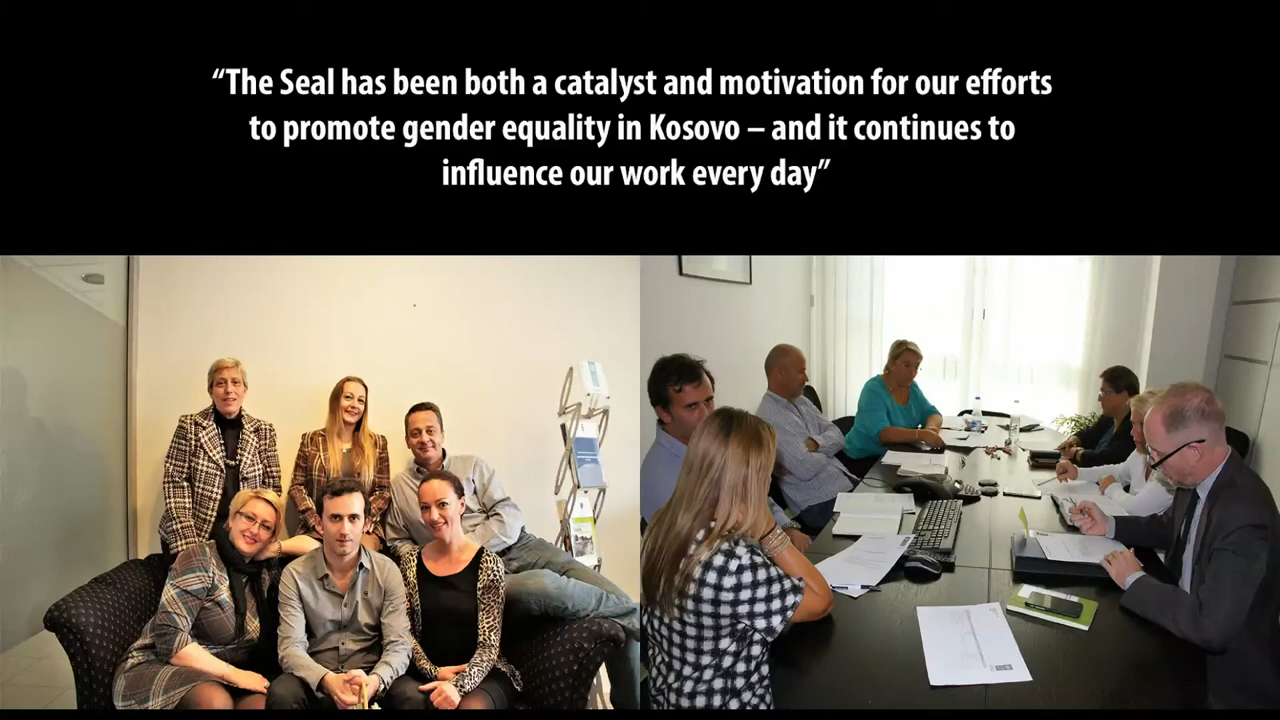 “The Seal has been both a catalyst and motivation for our efforts
to promote gender equality in Kosovo – and it continues to
influence our work every day”